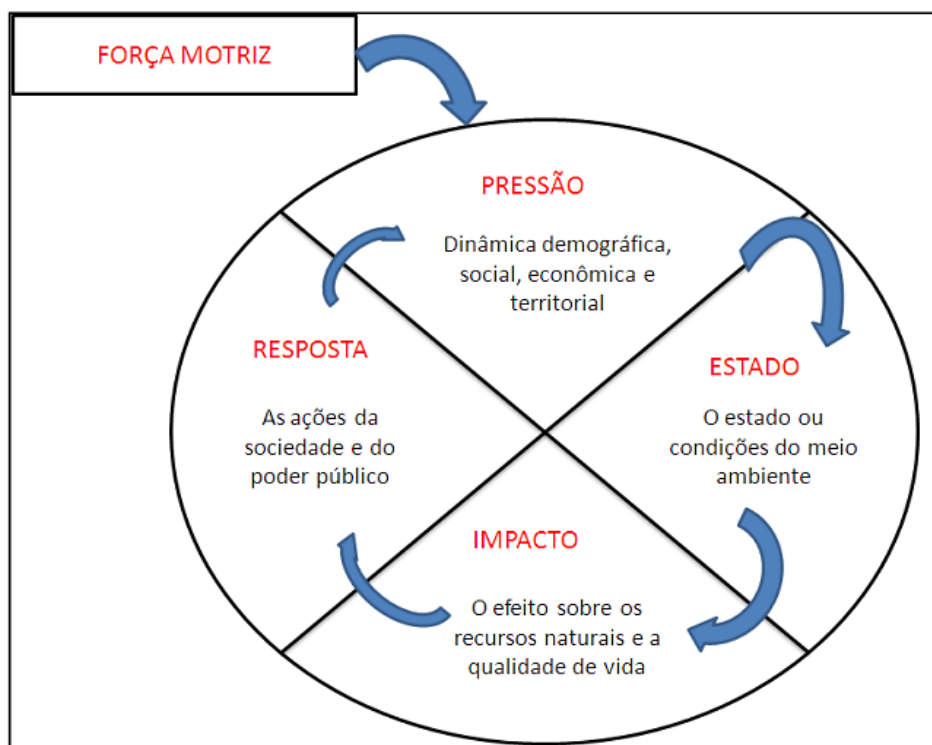 FORÇA MOTRIZ
PRESSÃO
Dinâmica demográfica,
social, econômica e
territorial
ESTADO
O estado ou
condições do meio
ambiente
IMPACTO
O efeito sobre os
recursos naturais e a
qualidade de vida
RESPOSTA
As ações da
sociedade e do
poder público